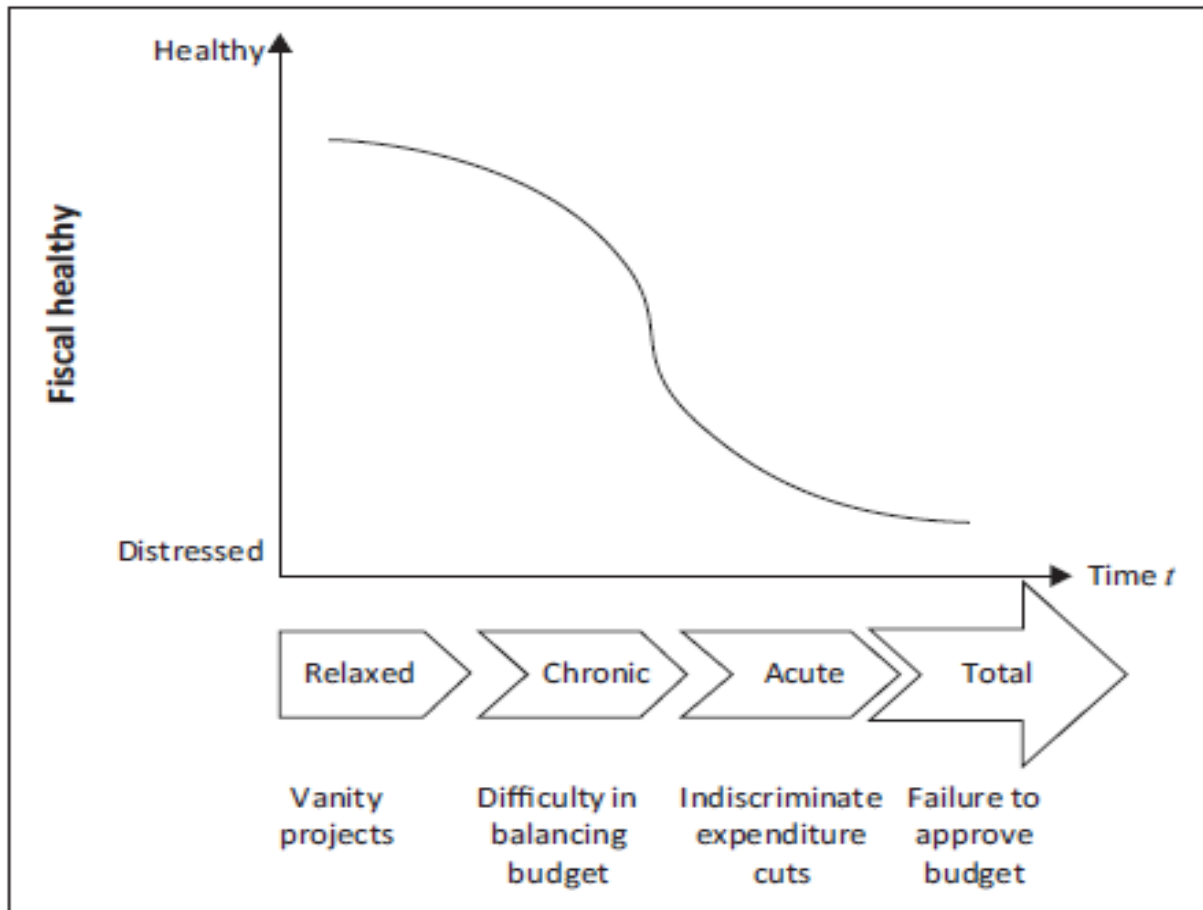 Healthy
Fiscal healthy
Distressed
Time t
Relaxed
Chronic
Acute
Total
Vanity
projects
Difficulty in
balancing
budget
Indiscriminate
expenditure
cuts
Failure to
approve
budget